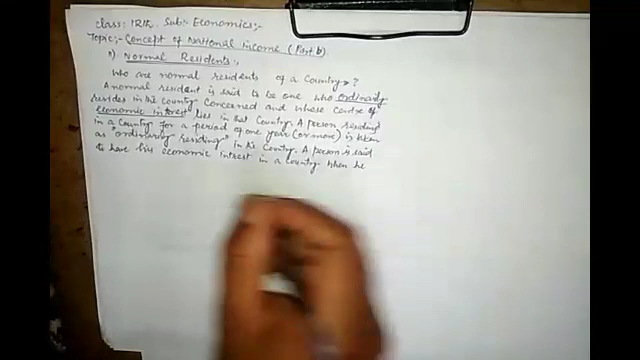 Class: 12th. Sub:- Economics:-
Topic:- Concept of National Income (Part b)
Normal Residents:-
Who are normal residents of a Country?
A normal resident is said to be one who ordinarily
resides in the Country Concerned and whose centre of
economic interest lies in that Country. A person residing
in a Country for a period of one year (or more) is taken
as "ordinarily residing" in the Country. A person is said
to have his economic intrest in a Country when he